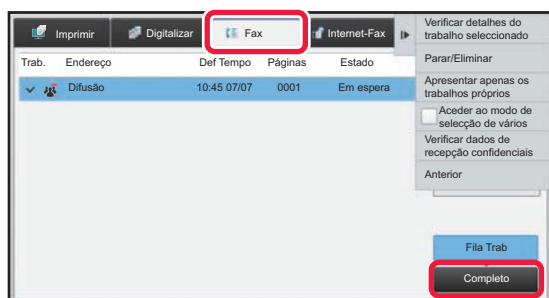 Imprimir Digitalizar Fax Internet-Fax
Trab. Endereço Def Tempo Páginas Estado
Difusão 10:45 07/07 0001 Em espera
Verificar detalhes do
trabalho seleccionado
Parar/Eliminar
Apresentar apenas os
trabalhos próprios
Aceder ao modo de
selecção de vários
Verificar dados de
recepção confidenciais
Anterior
Fila Trab
Completo